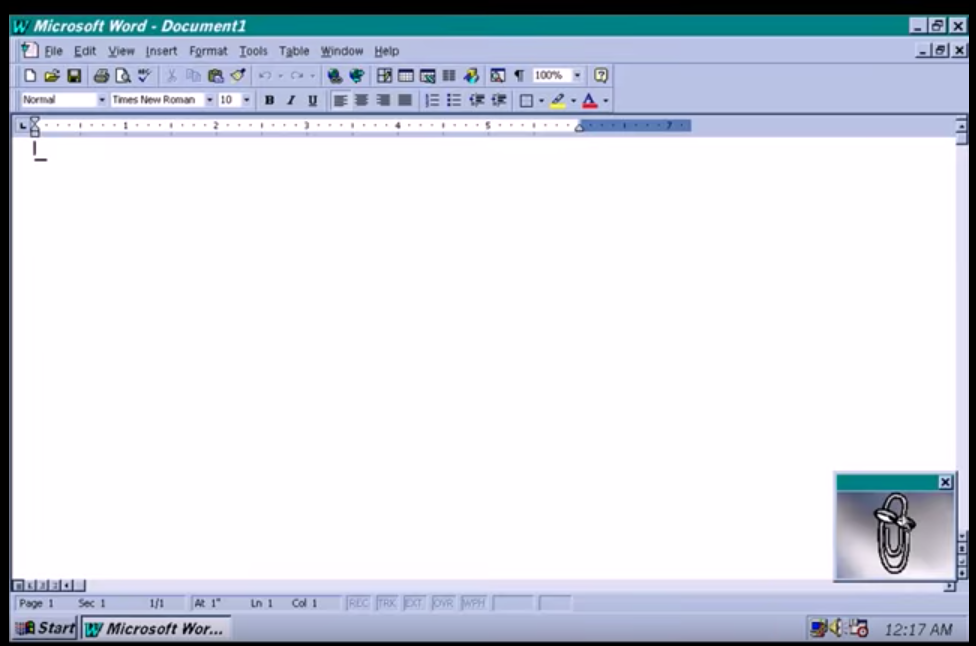 Microsoft Word - Document1
File Edit View Insert Format Tools Table Window Help
100%
Normal Times New Roman 10 B I U A
1 2 3 4 5 7
Page 1 Sec 1 1/1 At 1" Ln 1 Col 1 REC TRK EXT OVR WPH
Start Microsoft Wor... 12:17 AM